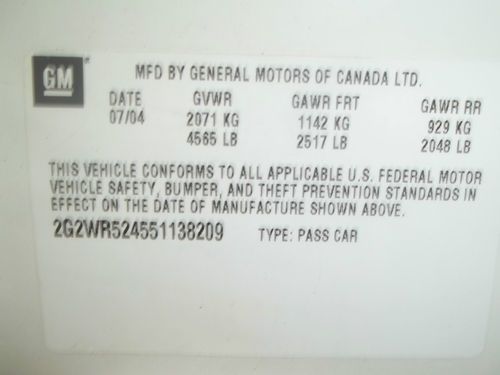 GM
MFD BY GENERAL MOTORS OF CANADA LTD.
DATE GVWR GAWR FRT GAWR RR
07/04 2071 KG 1142 KG 929 KG
4565 LB 2517 LB 2048 LB
THIS VEHICLE CONFORMS TO ALL APPLICABLE U.S. FEDERAL MOTOR
VEHICLE SAFETY, BUMPER, AND THEFT PREVENTION STANDARDS IN
EFFECT ON THE DATE OF MANUFACTURE SHOWN ABOVE.
2G2WR524551138209 TYPE: PASS CAR